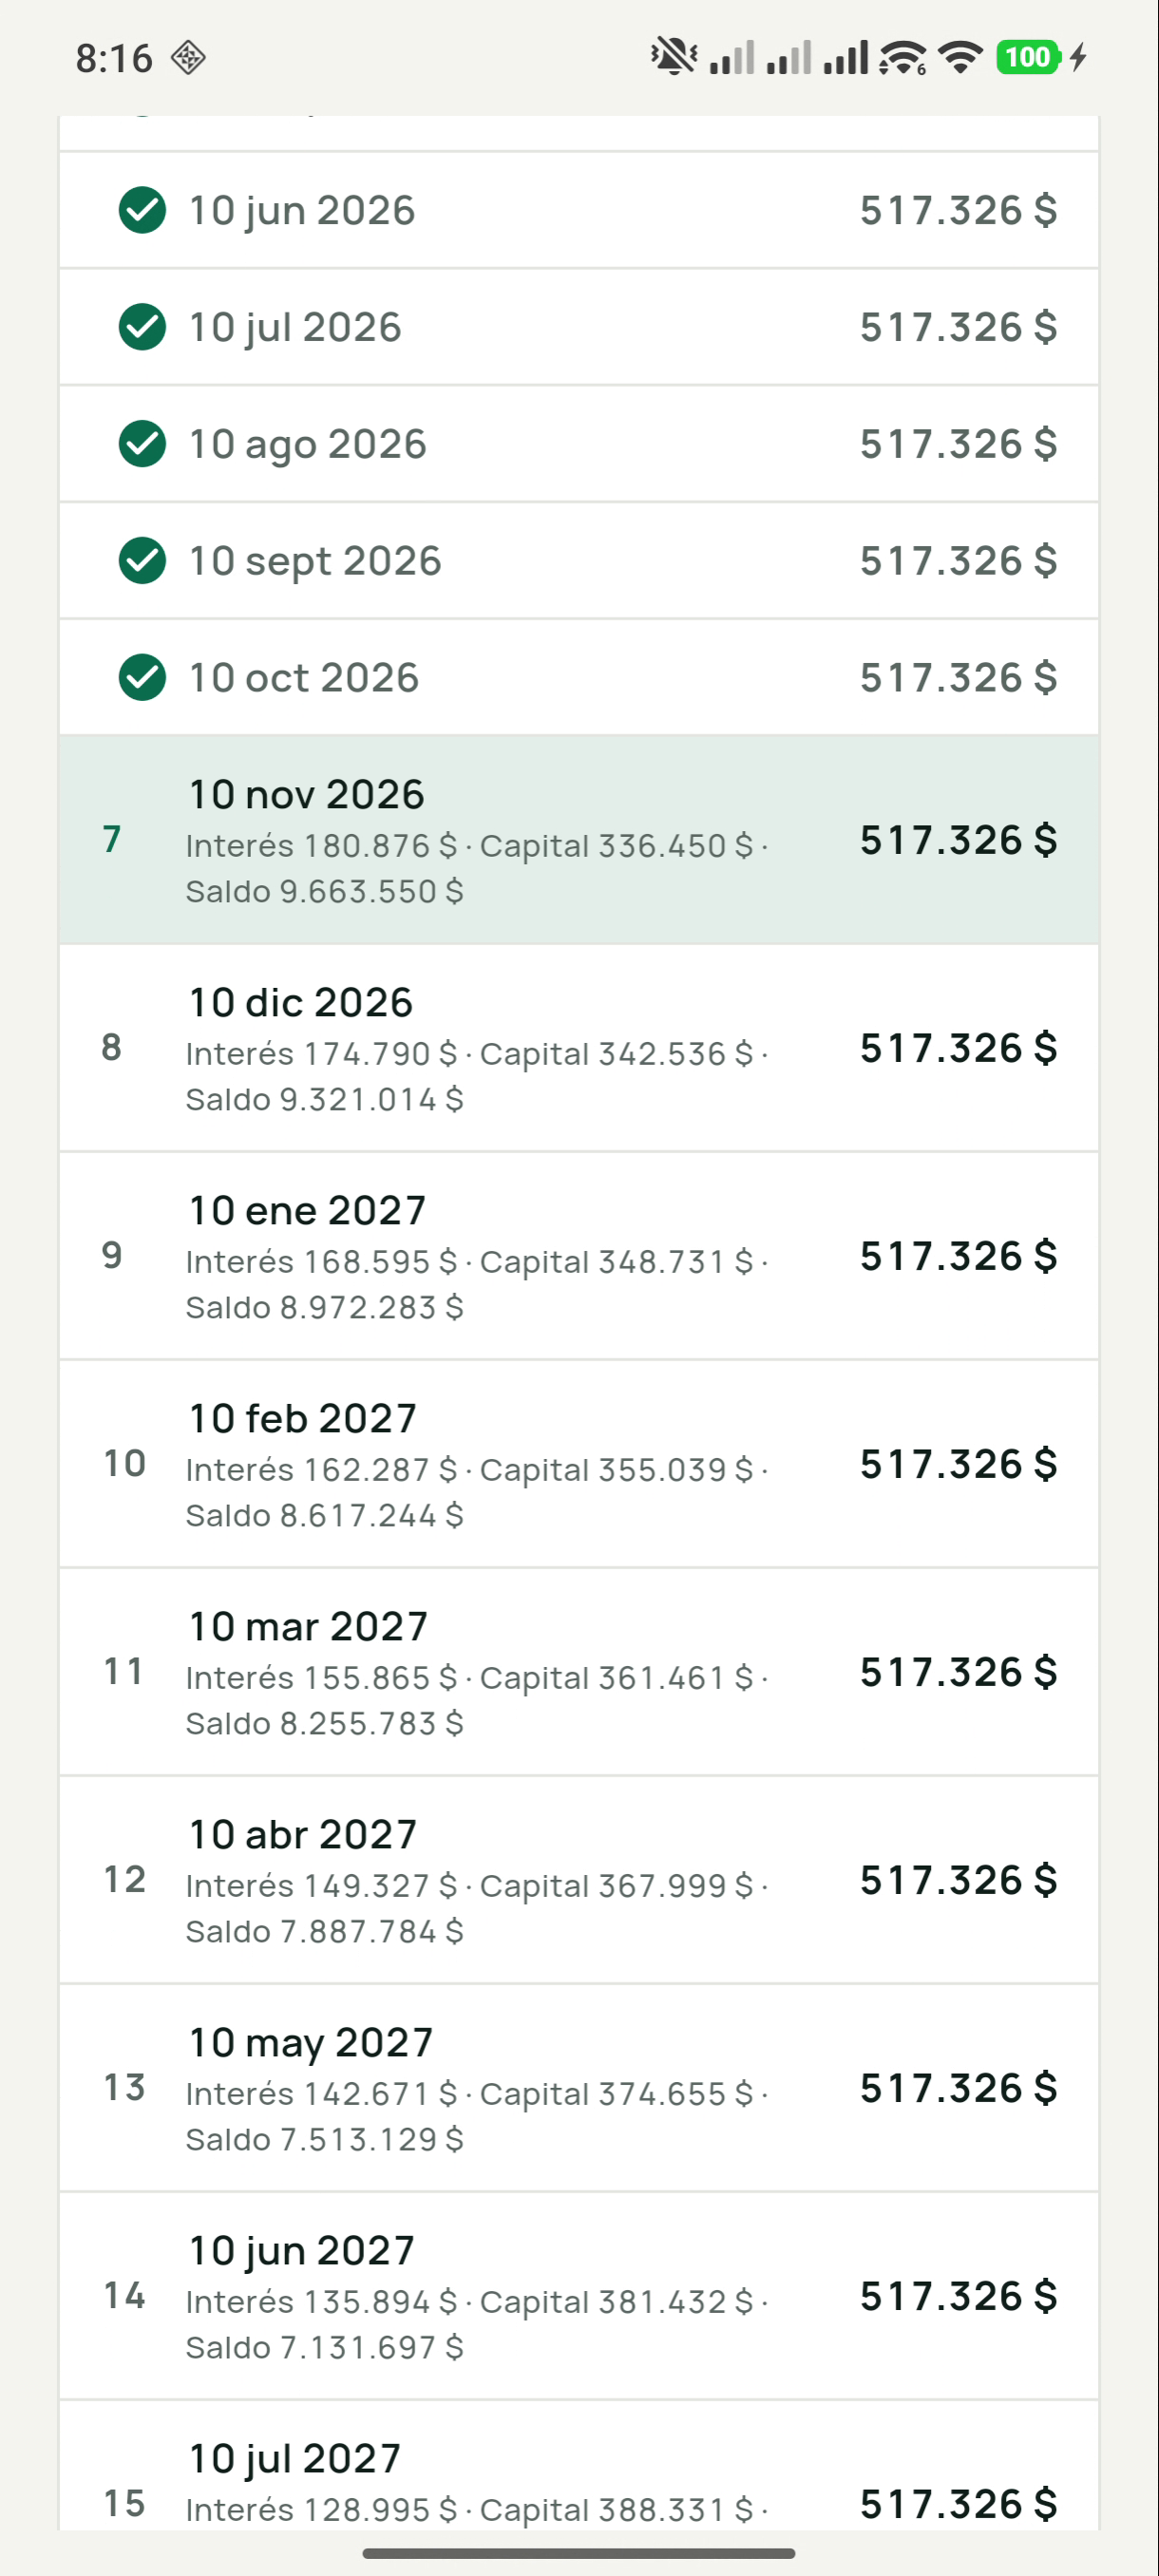 8:16
6
100
10 jun 2026 517.326 $
10 jul 2026 517.326 $
10 ago 2026 517.326 $
10 sept 2026 517.326 $
10 oct 2026 517.326 $
10 nov 2026
7 517.326 $
Interés 180.876 $ · Capital 336.450 $ ·
Saldo 9.663.550 $
10 dic 2026
8 517.326 $
Interés 174.790 $ · Capital 342.536 $ ·
Saldo 9.321.014 $
10 ene 2027
9 517.326 $
Interés 168.595 $ · Capital 348.731 $ ·
Saldo 8.972.283 $
10 feb 2027
10 517.326 $
Interés 162.287 $ · Capital 355.039 $ ·
Saldo 8.617.244 $
10 mar 2027
11 517.326 $
Interés 155.865 $ · Capital 361.461 $ ·
Saldo 8.255.783 $
10 abr 2027
12 517.326 $
Interés 149.327 $ · Capital 367.999 $ ·
Saldo 7.887.784 $
10 may 2027
13 517.326 $
Interés 142.671 $ · Capital 374.655 $ ·
Saldo 7.513.129 $
10 jun 2027
14 517.326 $
Interés 135.894 $ · Capital 381.432 $ ·
Saldo 7.131.697 $
10 jul 2027
15 517.326 $
Interés 128.995 $ · Capital 388.331 $ ·